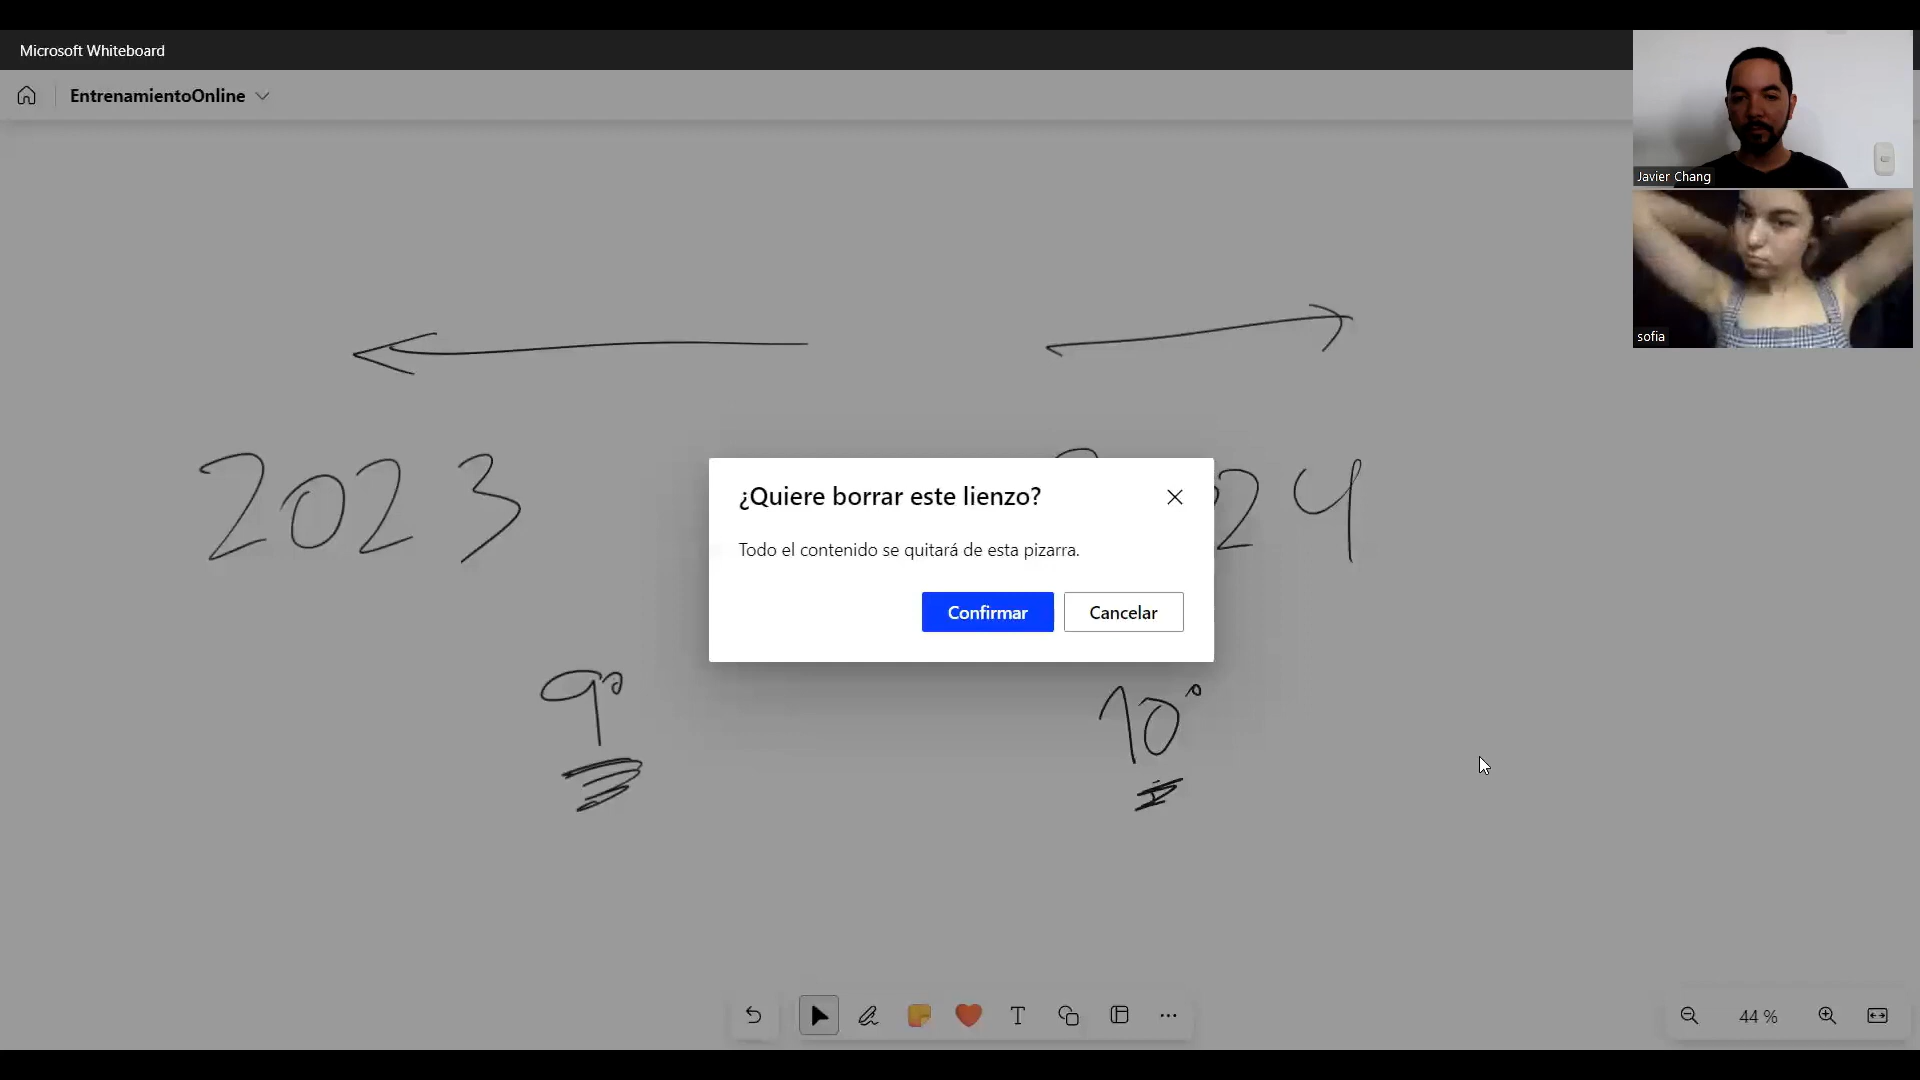 Microsoft Whiteboard
EntrenamientoOnline
Javier Chang
sofia
2023
24
¿Quiere borrar este lienzo?
Todo el contenido se quitará de esta pizarra.
Confirmar
Cancelar
9º
10°
T
44 %